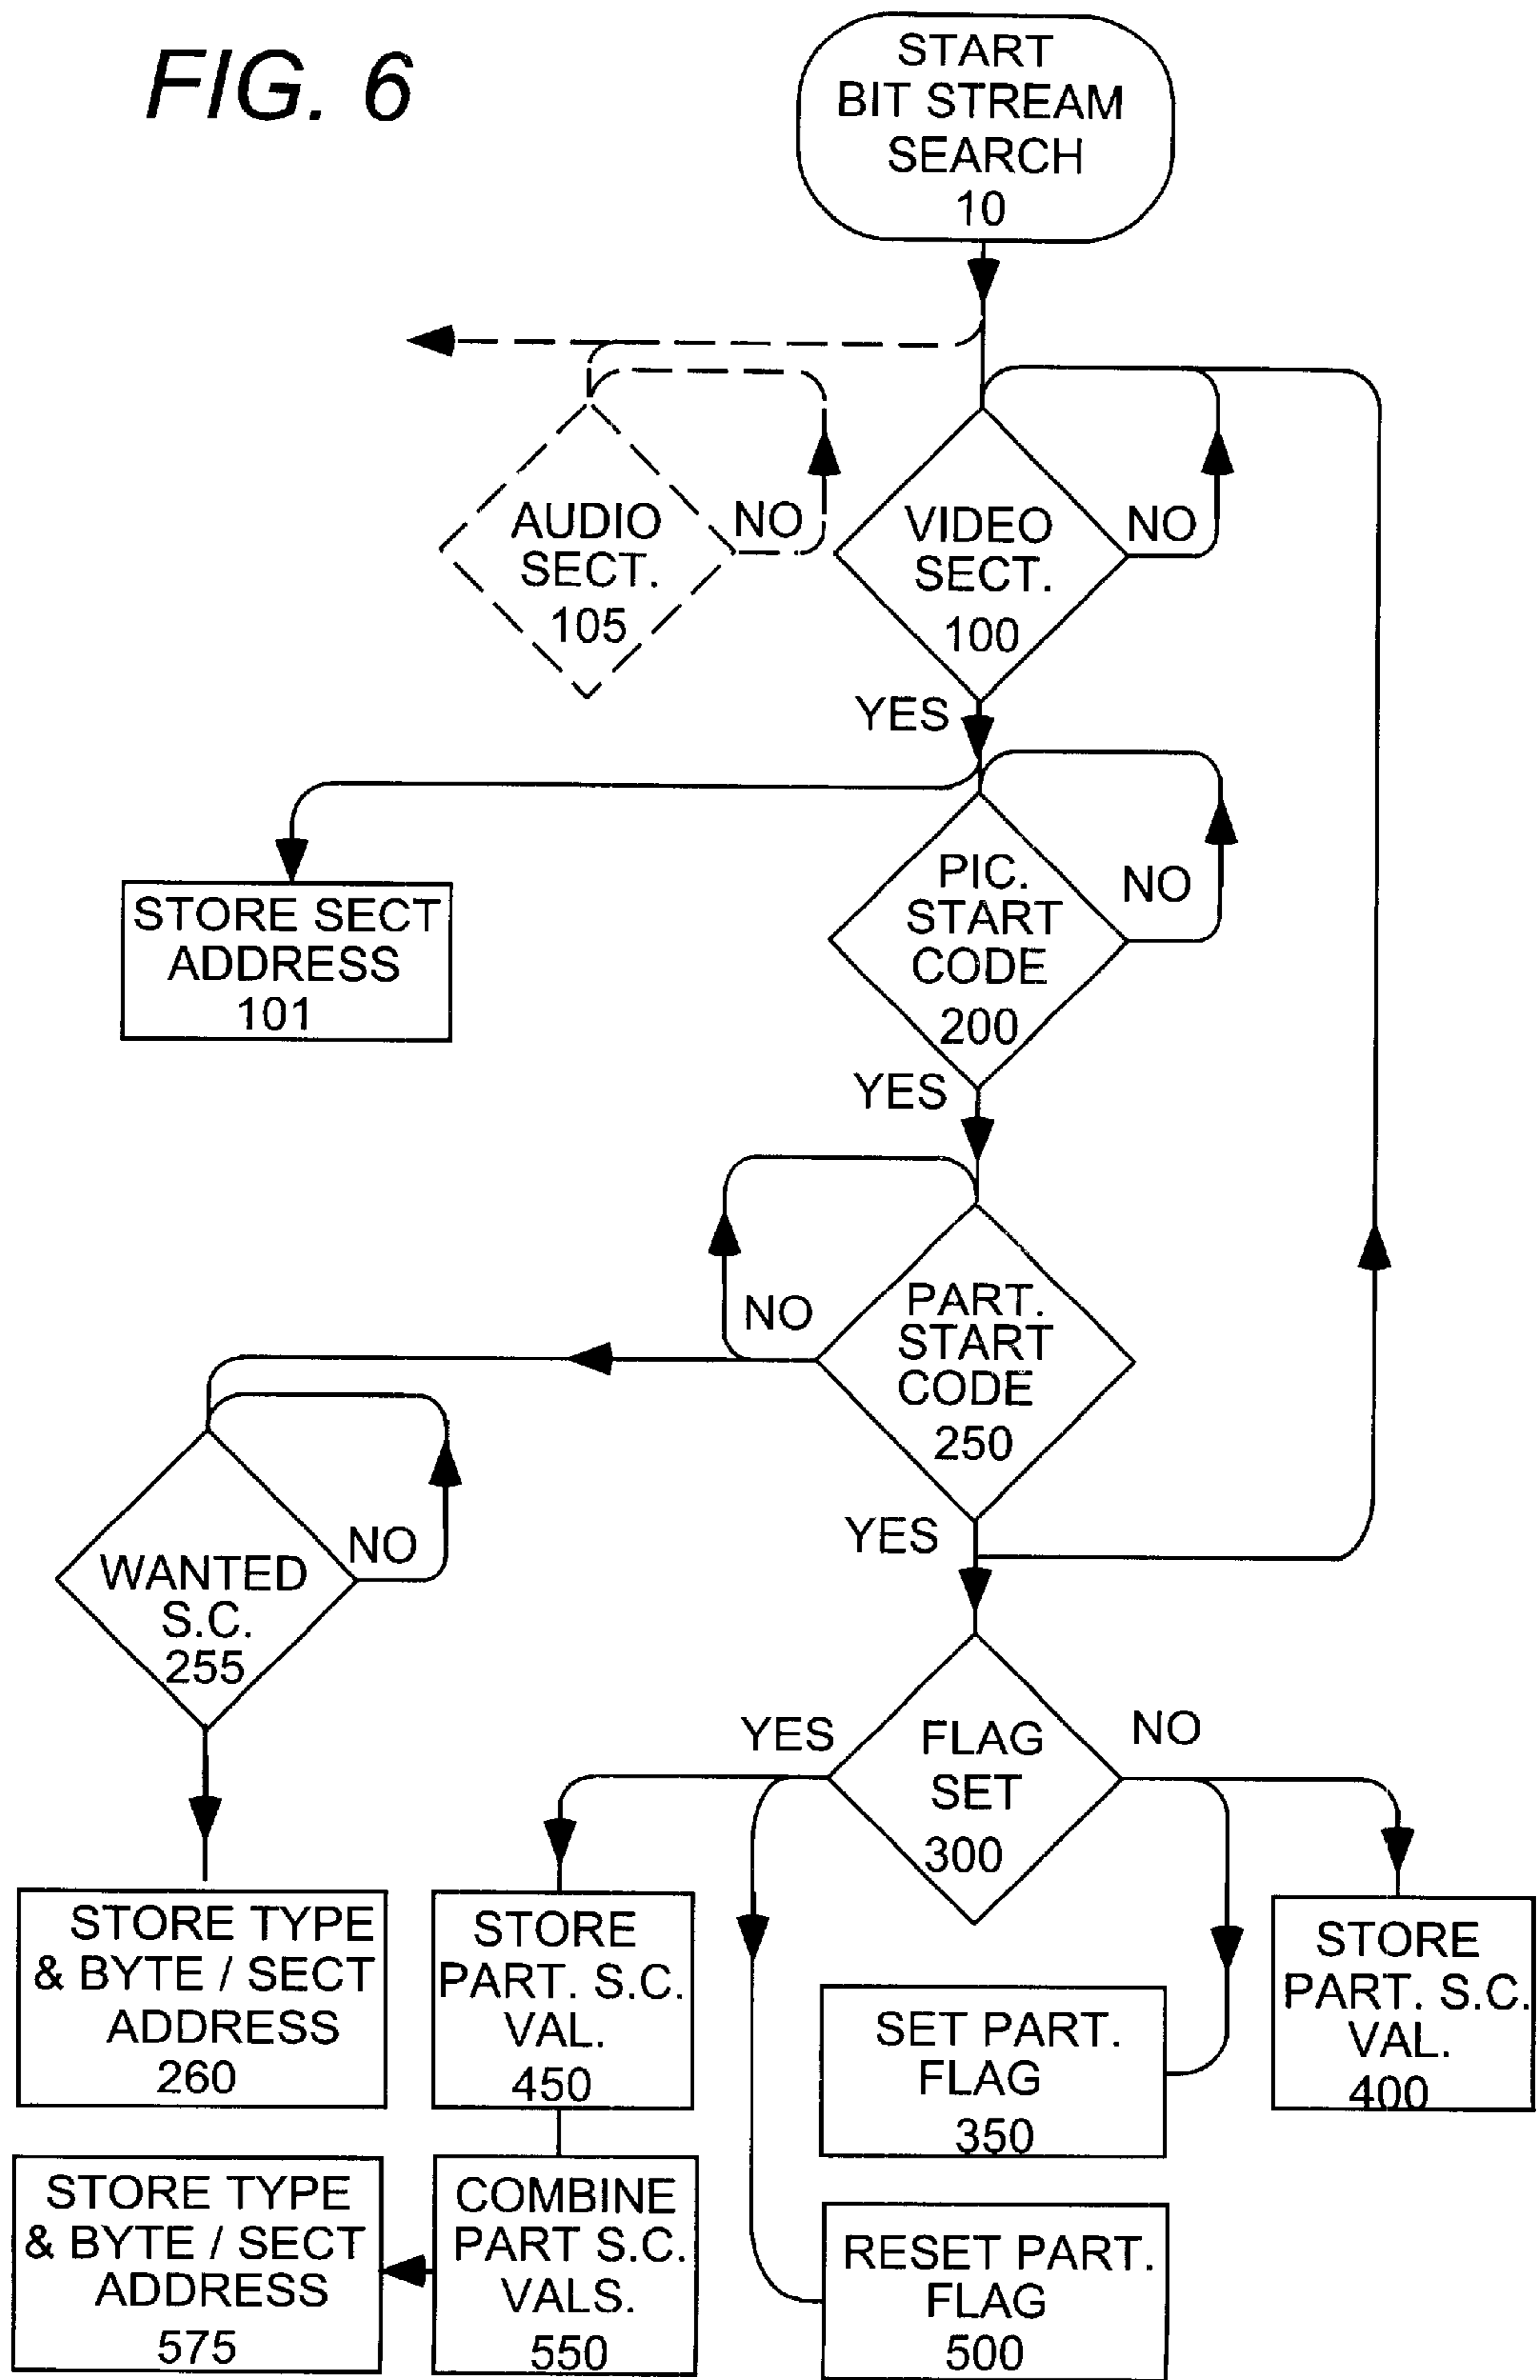 FIG. 6
START
BIT STREAM
SEARCH
10
AUDIO
SECT.
105
NO
VIDEO
SECT.
100
NO
YES
STORE SECT
ADDRESS
101
PIC.
START
CODE
200
NO
YES
PART.
START
CODE
250
NO
YES
WANTED
S.C.
255
NO
FLAG
SET
300
YES
NO
STORE TYPE
& BYTE / SECT
ADDRESS
260
STORE
PART. S.C.
VAL.
450
SET PART.
FLAG
350
STORE
PART. S.C.
VAL.
400
STORE TYPE
& BYTE / SECT
ADDRESS
575
COMBINE
PART S.C.
VALS.
550
RESET PART.
FLAG
500